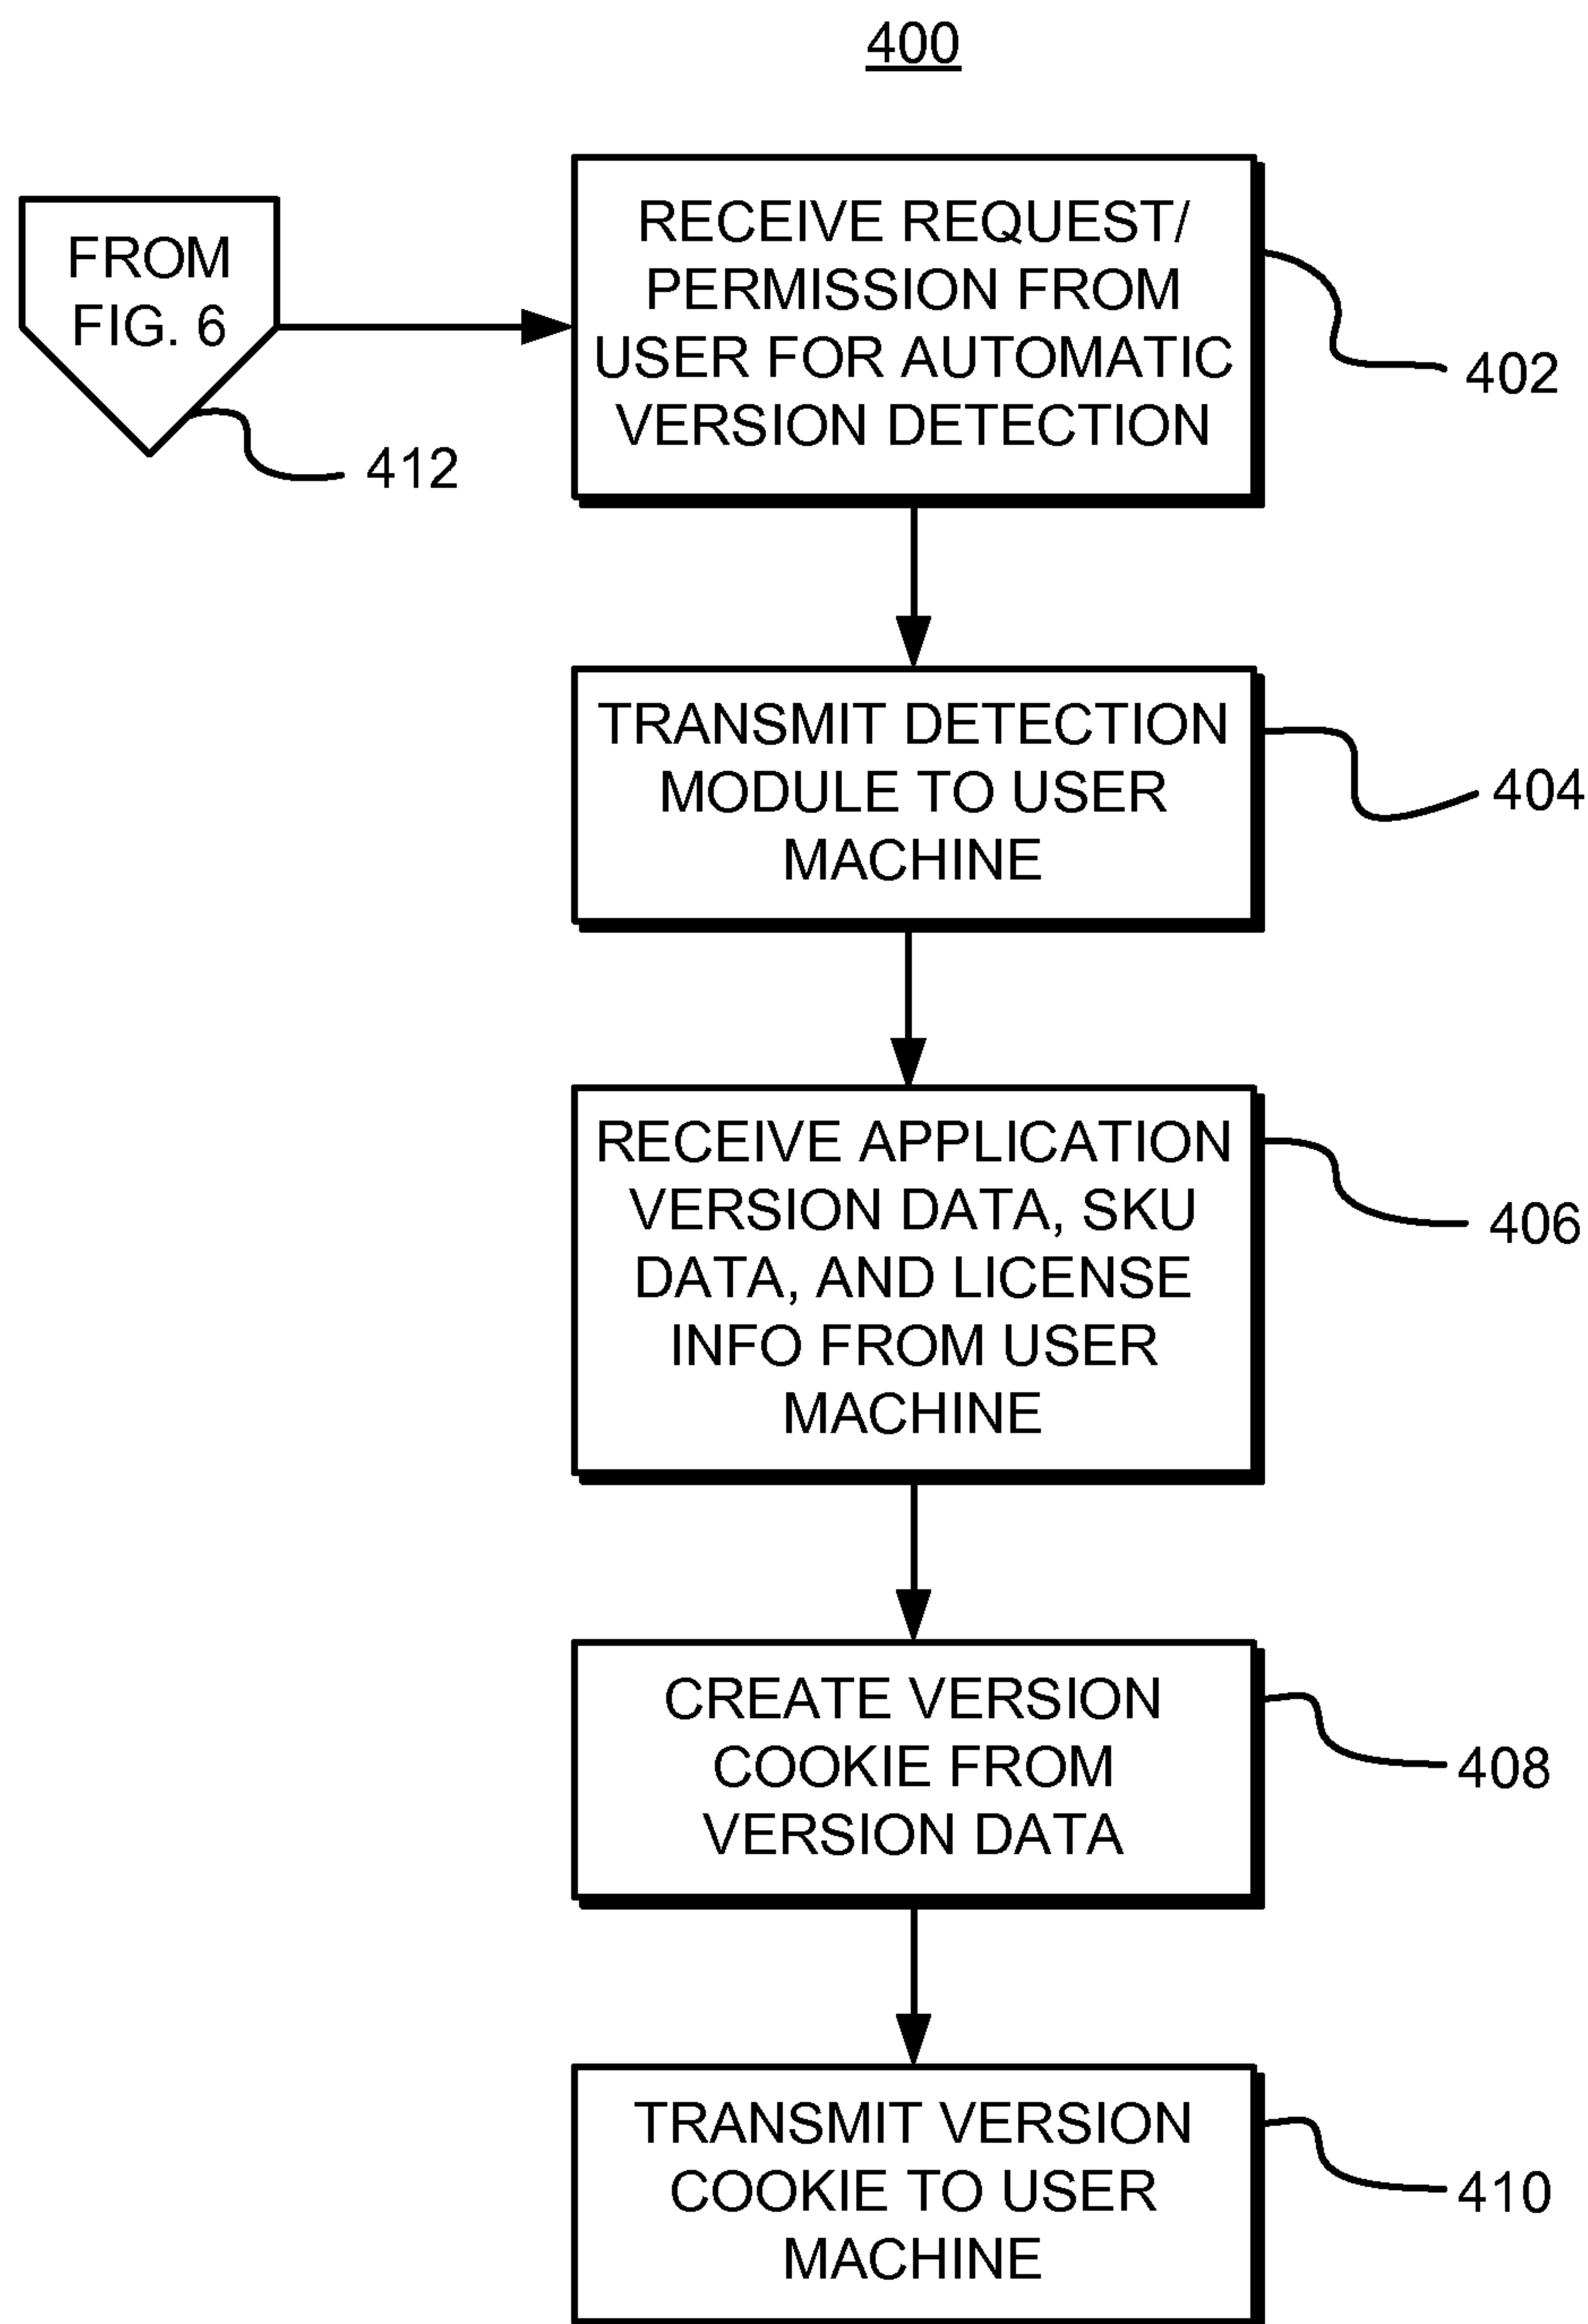 400
FROM
FIG. 6
412
RECEIVE REQUEST/
PERMISSION FROM
USER FOR AUTOMATIC
VERSION DETECTION
402
TRANSMIT DETECTION
MODULE TO USER
MACHINE
404
RECEIVE APPLICATION
VERSION DATA, SKU
DATA, AND LICENSE
INFO FROM USER
MACHINE
406
CREATE VERSION
COOKIE FROM
VERSION DATA
408
TRANSMIT VERSION
COOKIE TO USER
MACHINE
410